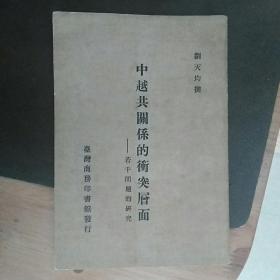 劉天均撰
中越共關係的衝突層面
——若干問題的研究
臺灣商務印書館發行